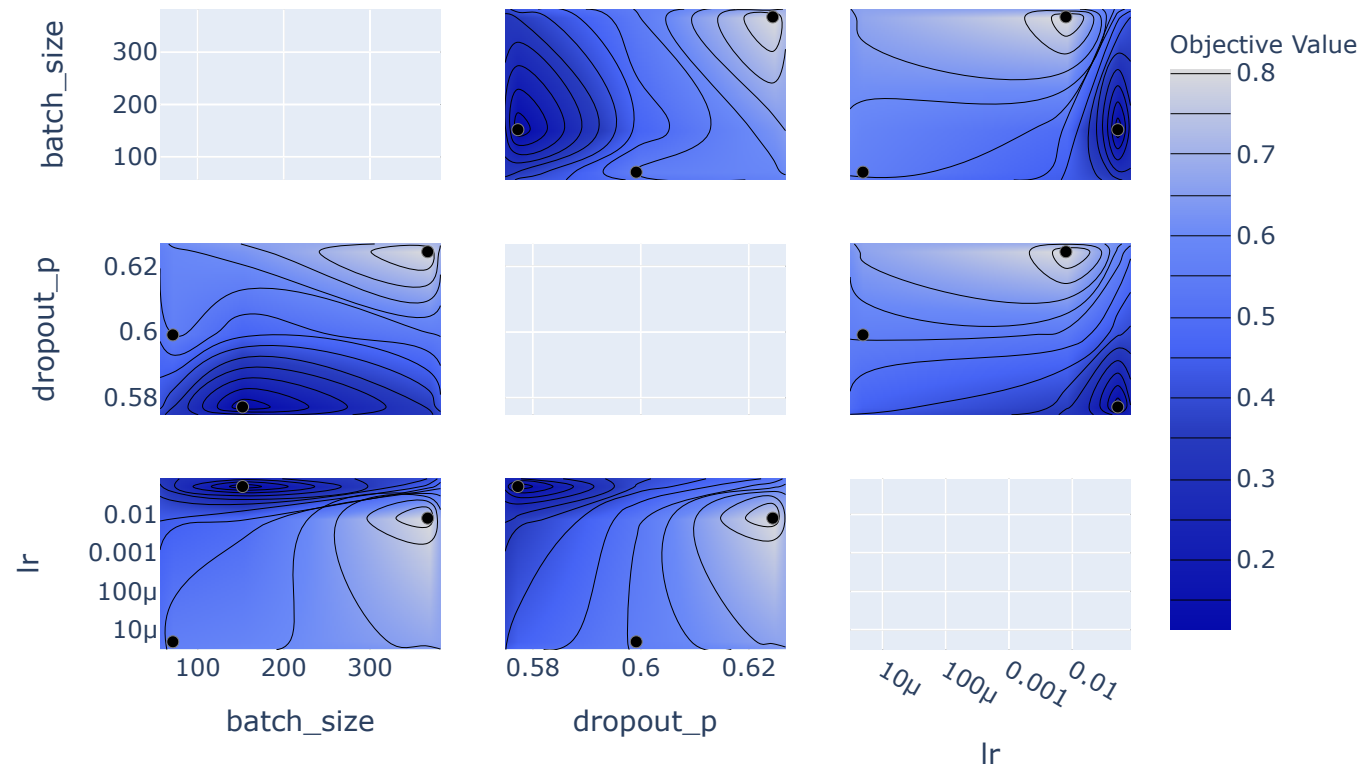 Objective Value
0.8
0.7
0.6
0.5
0.4
0.3
0.2
batch_size
300
200
100
dropout_p
0.62
0.6
0.58
lr
0.01
0.001
100μ
10μ
100 200 300
0.58 0.6 0.62
10μ 100μ 0.001 0.01
batch_size
dropout_p
lr